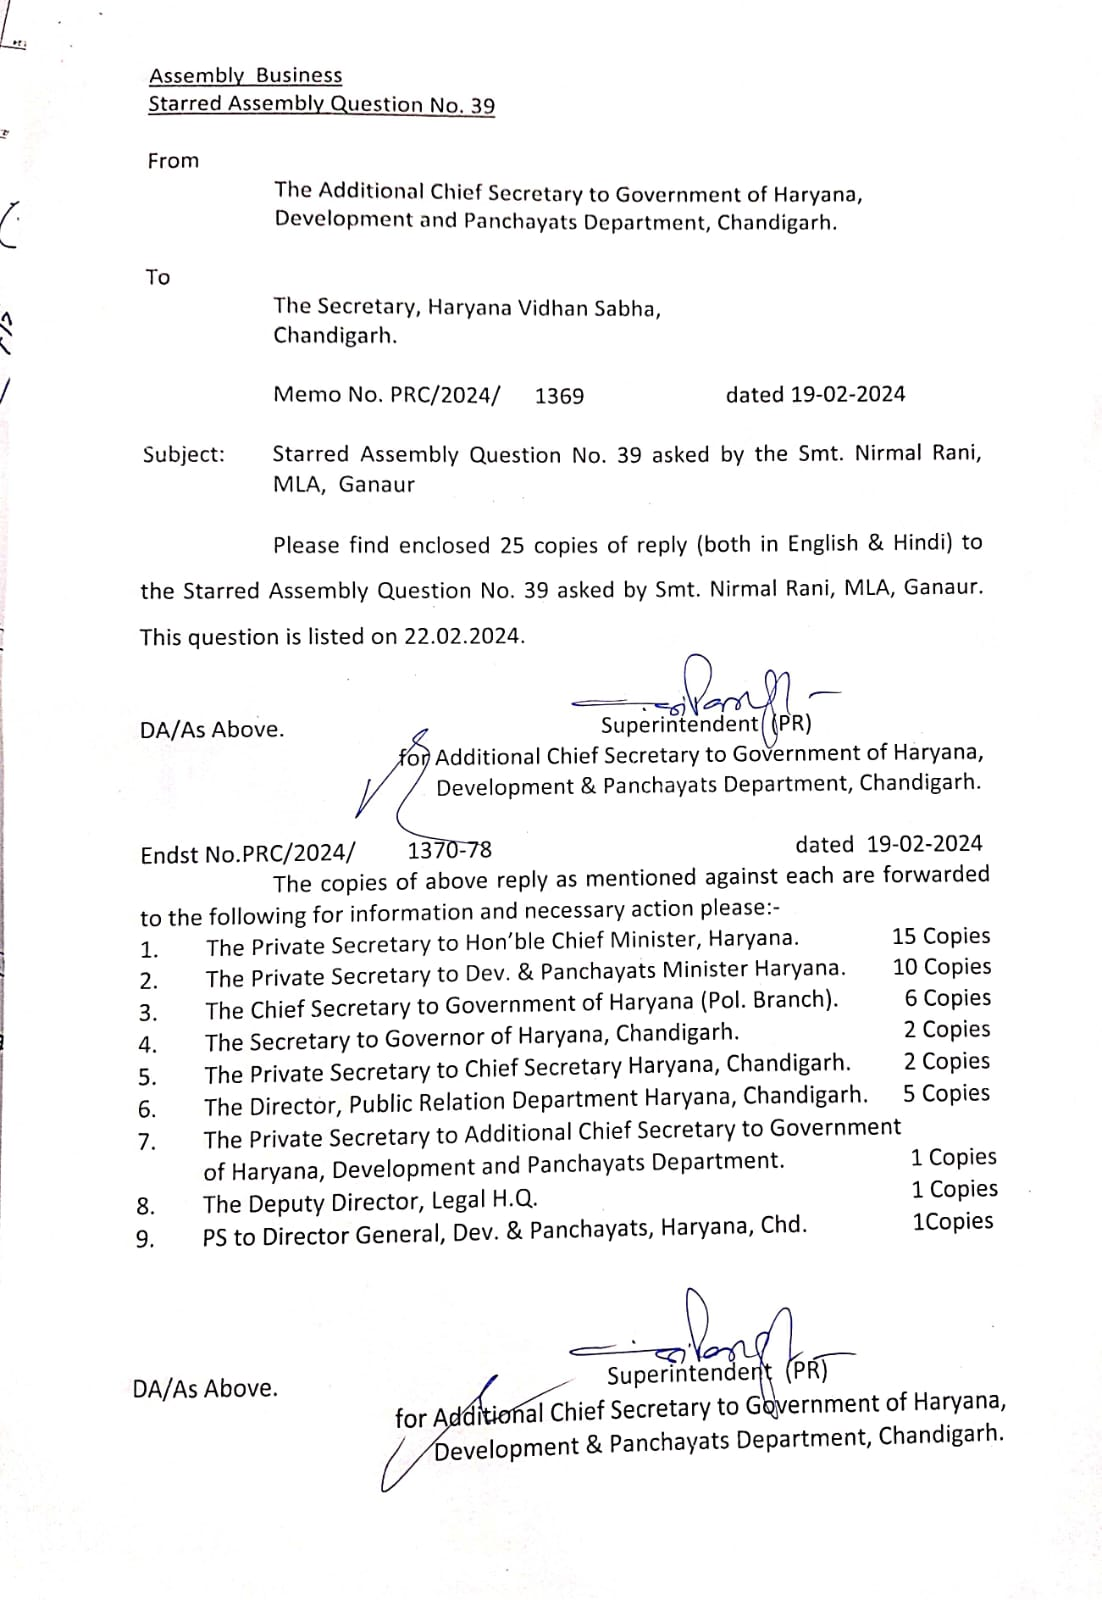 Assembly Business
Starred Assembly Question No. 39
From
The Additional Chief Secretary to Government of Haryana,
Development and Panchayats Department, Chandigarh.
To
The Secretary, Haryana Vidhan Sabha,
Chandigarh.
Memo No. PRC/2024/ 1369 dated 19-02-2024
Subject: Starred Assembly Question No. 39 asked by the Smt. Nirmal Rani,
MLA, Ganaur
Please find enclosed 25 copies of reply (both in English & Hindi) to
the Starred Assembly Question No. 39 asked by Smt. Nirmal Rani, MLA, Ganaur.
This question is listed on 22.02.2024.
Superintendent (PR)
DA/As Above.
for Additional Chief Secretary to Government of Haryana,
Development & Panchayats Department, Chandigarh.
Endst No.PRC/2024/ 1370-78 dated 19-02-2024
The copies of above reply as mentioned against each are forwarded
to the following for information and necessary action please:-
1. The Private Secretary to Hon'ble Chief Minister, Haryana. 15 Copies
2. The Private Secretary to Dev. & Panchayats Minister Haryana. 10 Copies
3. The Chief Secretary to Government of Haryana (Pol. Branch). 6 Copies
4. The Secretary to Governor of Haryana, Chandigarh. 2 Copies
5. The Private Secretary to Chief Secretary Haryana, Chandigarh. 2 Copies
6. The Director, Public Relation Department Haryana, Chandigarh. 5 Copies
7. The Private Secretary to Additional Chief Secretary to Government
of Haryana, Development and Panchayats Department. 1 Copies
8. The Deputy Director, Legal H.Q. 1 Copies
9. PS to Director General, Dev. & Panchayats, Haryana, Chd. 1Copies
Superintendent (PR)
DA/As Above.
for Additional Chief Secretary to Government of Haryana,
Development & Panchayats Department, Chandigarh.